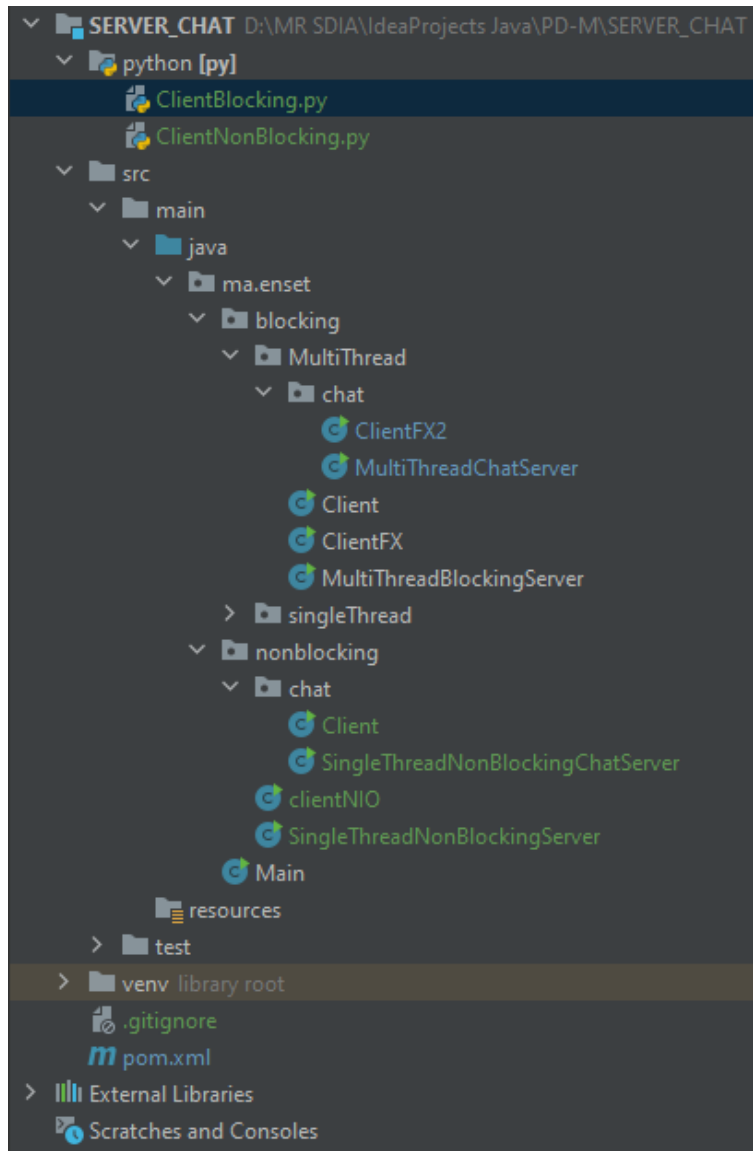 SERVER_CHAT D:\MR SDIA\IdeaProjects Java\PD-M\SERVER_CHAT
python [py]
ClientBlocking.py
ClientNonBlocking.py
src
main
java
ma.enset
blocking
MultiThread
chat
ClientFX2
MultiThreadChatServer
Client
ClientFX
MultiThreadBlockingServer
singleThread
nonblocking
chat
Client
SingleThreadNonBlockingChatServer
clientNIO
SingleThreadNonBlockingServer
Main
resources
test
venv library root
.gitignore
pom.xml
External Libraries
Scratches and Consoles